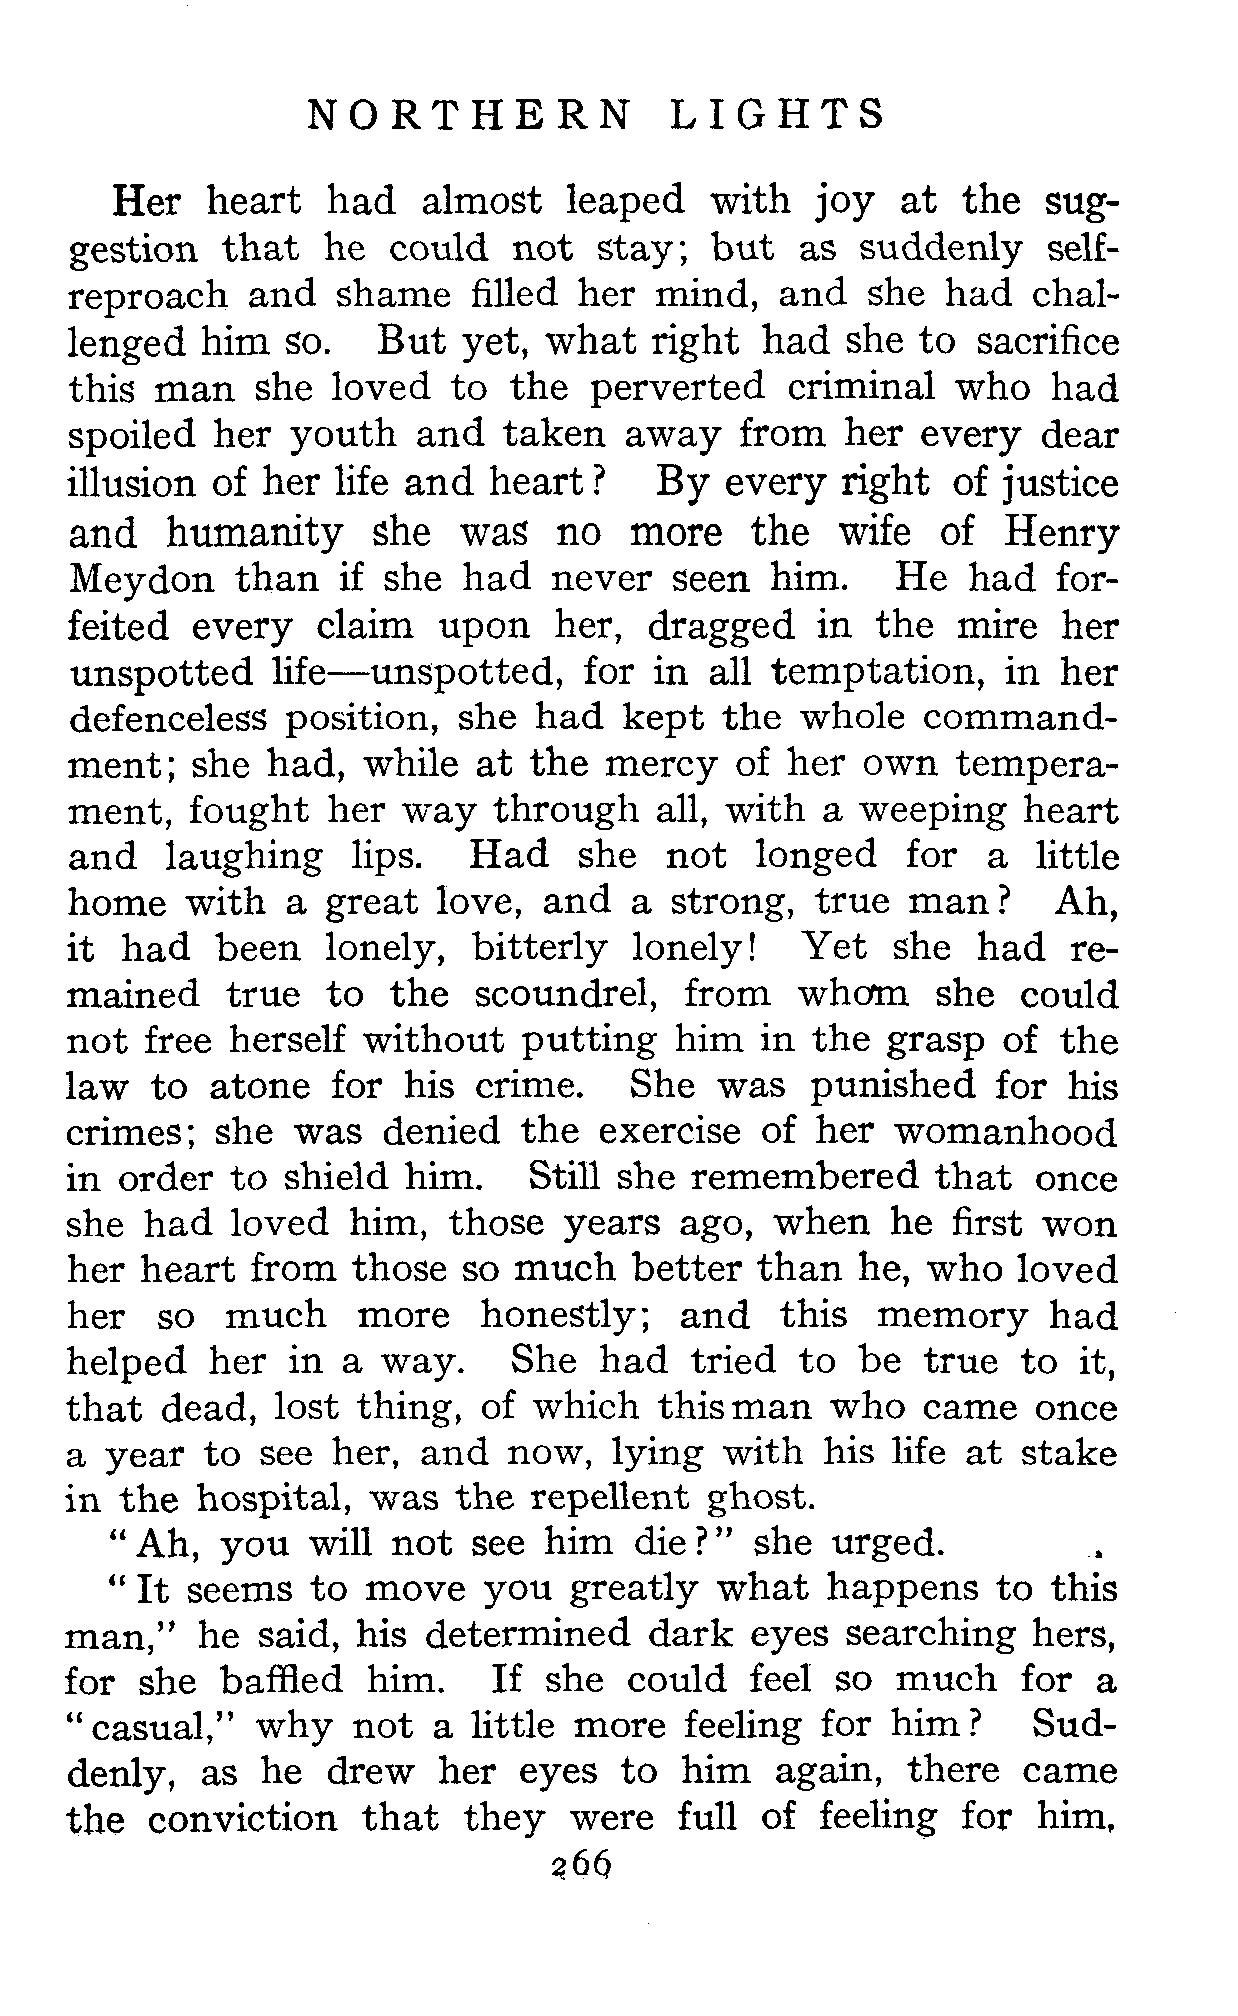 NORTHERN LIGHTS
Her heart had almost leaped with joy at the sug-
gestion that he could not stay; but as suddenly self-
reproach and shame filled her mind, and she had chal-
lenged him so. But yet, what right had she to sacrifice
this man she loved to the perverted criminal who had
spoiled her youth and taken away from her every dear
illusion of her life and heart? By every right of justice
and humanity she was no more the wife of Henry
Meydon than if she had never seen him. He had for-
feited every claim upon her, dragged in the mire her
unspotted life—unspotted, for in all temptation, in her
defenceless position, she had kept the whole command-
ment; she had, while at the mercy of her own tempera-
ment, fought her way through all, with a weeping heart
and laughing lips. Had she not longed for a little
home with a great love, and a strong, true man? Ah,
it had been lonely, bitterly lonely! Yet she had re-
mained true to the scoundrel, from whom she could
not free herself without putting him in the grasp of the
law to atone for his crime. She was punished for his
crimes; she was denied the exercise of her womanhood
in order to shield him. Still she remembered that once
she had loved him, those years ago, when he first won
her heart from those so much better than he, who loved
her so much more honestly; and this memory had
helped her in a way. She had tried to be true to it,
that dead, lost thing, of which this man who came once
a year to see her, and now, lying with his life at stake
in the hospital, was the repellent ghost.
"Ah, you will not see him die?" she urged.
"It seems to move you greatly what happens to this
man," he said, his determined dark eyes searching hers,
for she baffled him. If she could feel so much for a
"casual," why not a little more feeling for him? Sud-
denly, as he drew her eyes to him again, there came
the conviction that they were full of feeling for him,